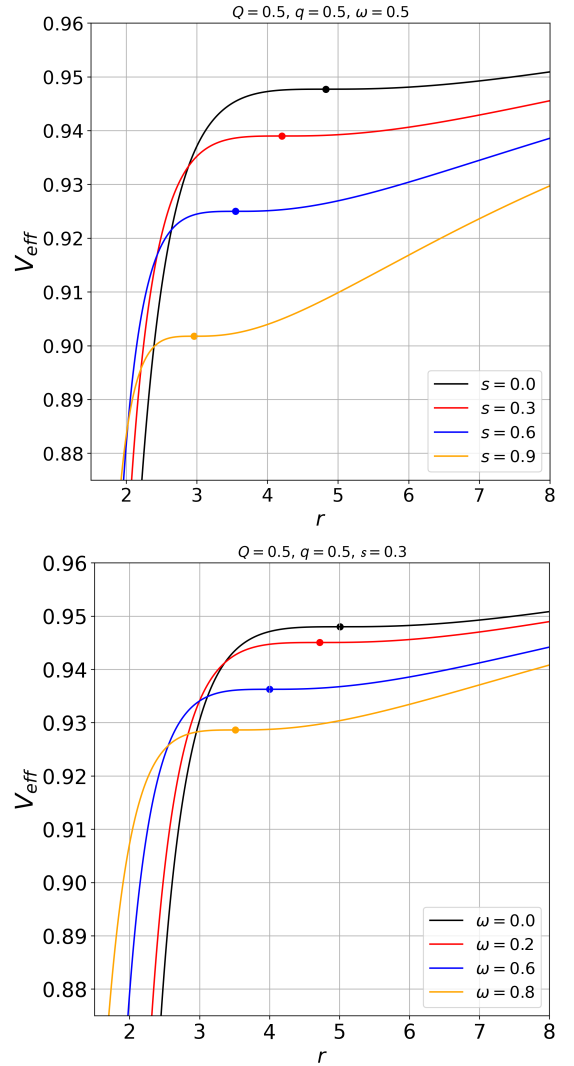 Q = 0.5, q = 0.5, ω = 0.5
0.96
0.95
0.94
0.93
0.92
0.91
0.90
0.89
0.88
V_eff
s = 0.0
s = 0.3
s = 0.6
s = 0.9
2 3 4 5 6 7 8
r
Q = 0.5, q = 0.5, s = 0.3
0.96
0.95
0.94
0.93
0.92
0.91
0.90
0.89
0.88
V_eff
ω = 0.0
ω = 0.2
ω = 0.6
ω = 0.8
2 3 4 5 6 7 8
r